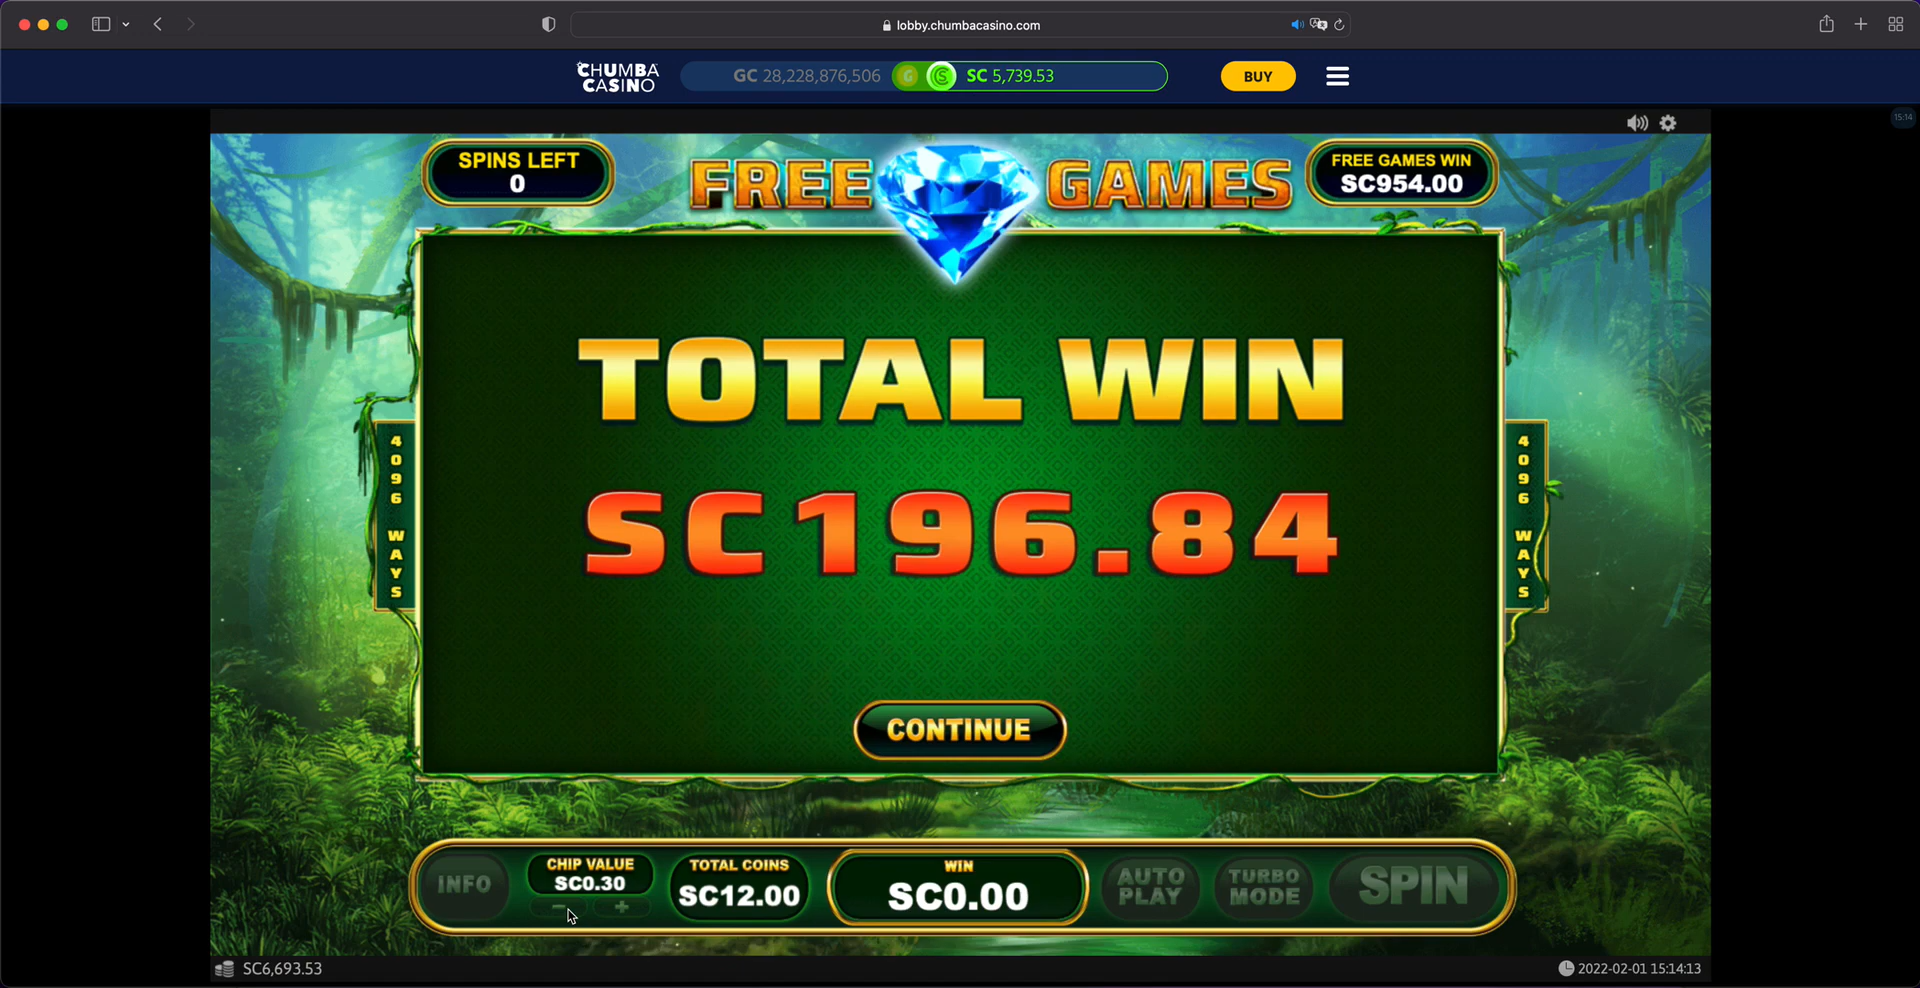 lobby.chumbacasino.com
CHUMBA
CASINO
GC 28,228,876,506
G
S
SC 5,739.53
BUY
15:14
SPINS LEFT
0
FREE GAMES
FREE GAMES WIN
SC954.00
TOTAL WIN
SC196.84
4096 WAYS
4096 WAYS
CONTINUE
INFO
CHIP VALUE
SC0.30
- +
TOTAL COINS
SC12.00
WIN
SC0.00
AUTO
PLAY
TURBO
MODE
SPIN
SC6,693.53
2022-02-01 15:14:13